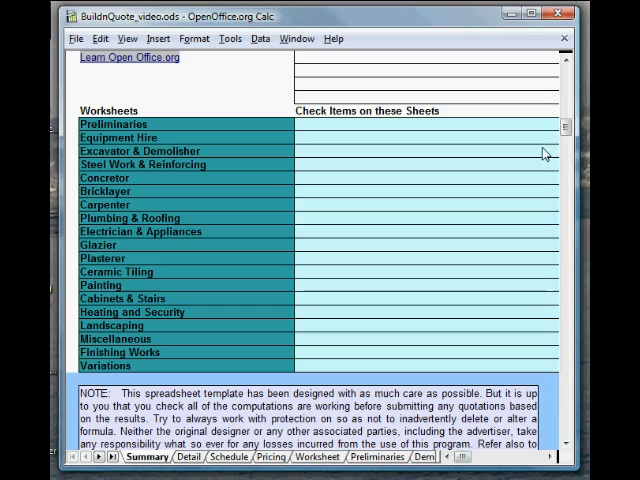 BuildnQuote_video.ods - OpenOffice.org Calc
File Edit View Insert Format Tools Data Window Help
Learn Open Office.org
Worksheets Check Items on these Sheets
Preliminaries
Equipment Hire
Excavator & Demolisher
Steel Work & Reinforcing
Concretor
Bricklayer
Carpenter
Plumbing & Roofing
Electrician & Appliances
Glazier
Plasterer
Ceramic Tiling
Painting
Cabinets & Stairs
Heating and Security
Landscaping
Miscellaneous
Finishing Works
Variations
NOTE: This spreadsheet template has been designed with as much care as possible. But it is up
to you that you check all of the computations are working before submitting any quotations based
on the results. Try to always work with protection on so as not to inadvertently delete or alter a
formula. Neither the original designer or any other associated parties, including the advertiser, take
any responsibility what so ever for any losses incurred from the use of this program. Refer also to
Summary Detail Schedule Pricing Worksheet Preliminaries Dem